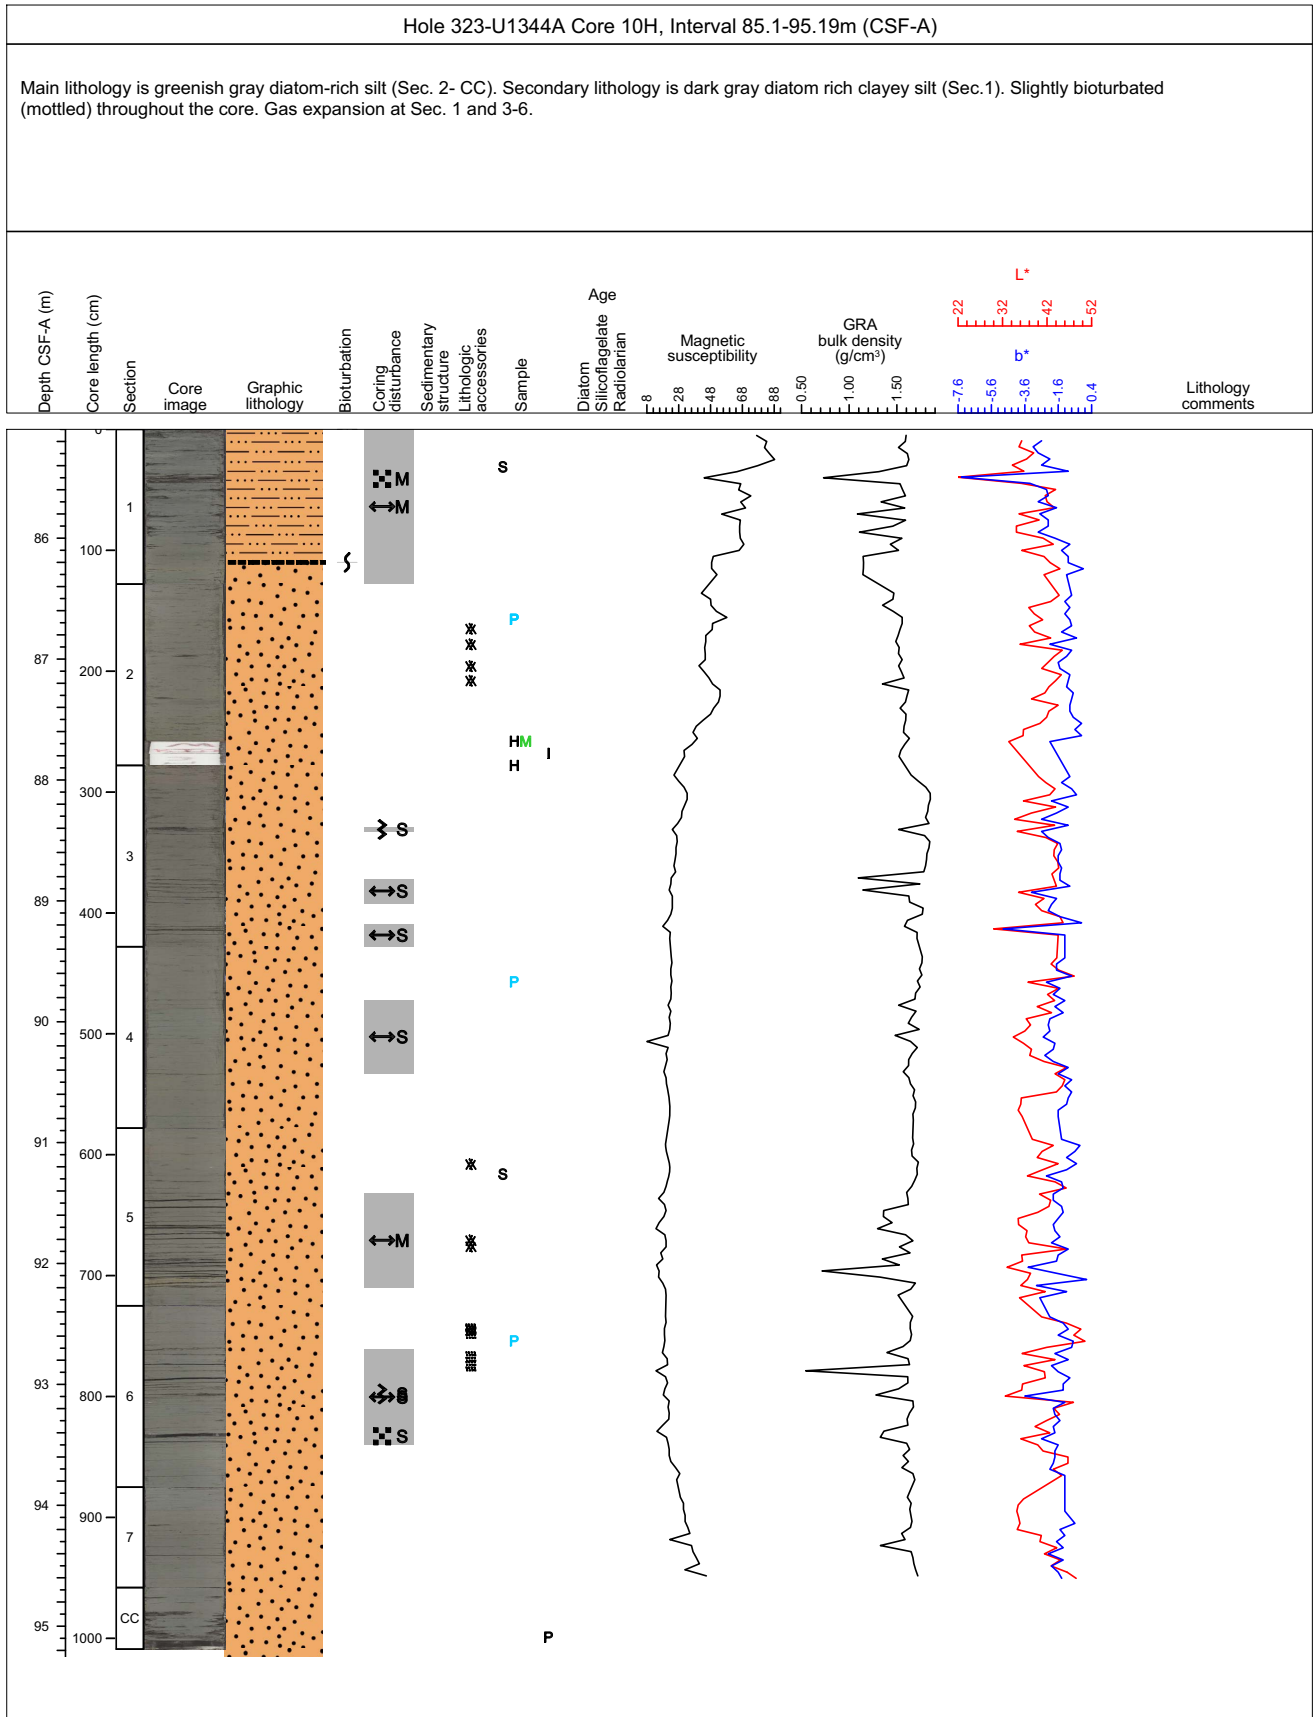 Hole 323-U1344A Core 10H, Interval 85.1-95.19m (CSF-A)
Main lithology is greenish gray diatom-rich silt (Sec. 2- CC). Secondary lithology is dark gray diatom rich clayey silt (Sec.1). Slightly bioturbated
(mottled) throughout the core. Gas expansion at Sec. 1 and 3-6.
Depth CSF-A (m)
Core length (cm)
Section
Core
image
Graphic
lithology
Bioturbation
Coring
disturbance
Sedimentary
structure
Lithologic
accessories
Sample
Age
Diatom
Silicoflagelate
Radiolarian
Magnetic
susceptibility
8 28 48 68 88
GRA
bulk density
(g/cm³)
0.50 1.00 1.50
L*
22 32 42 52
b*
-7.6 -5.6 -3.6 -1.6 0.4
Lithology
comments
0
S
M
1
M
86
100
P
87
200
2
H M
I
H
88
300
S
3
S
89
400
S
P
90
500
4
S
91
600
S
5
M
92
700
P
93
S
800
6
S
S
94
900
7
CC
95
1000
P